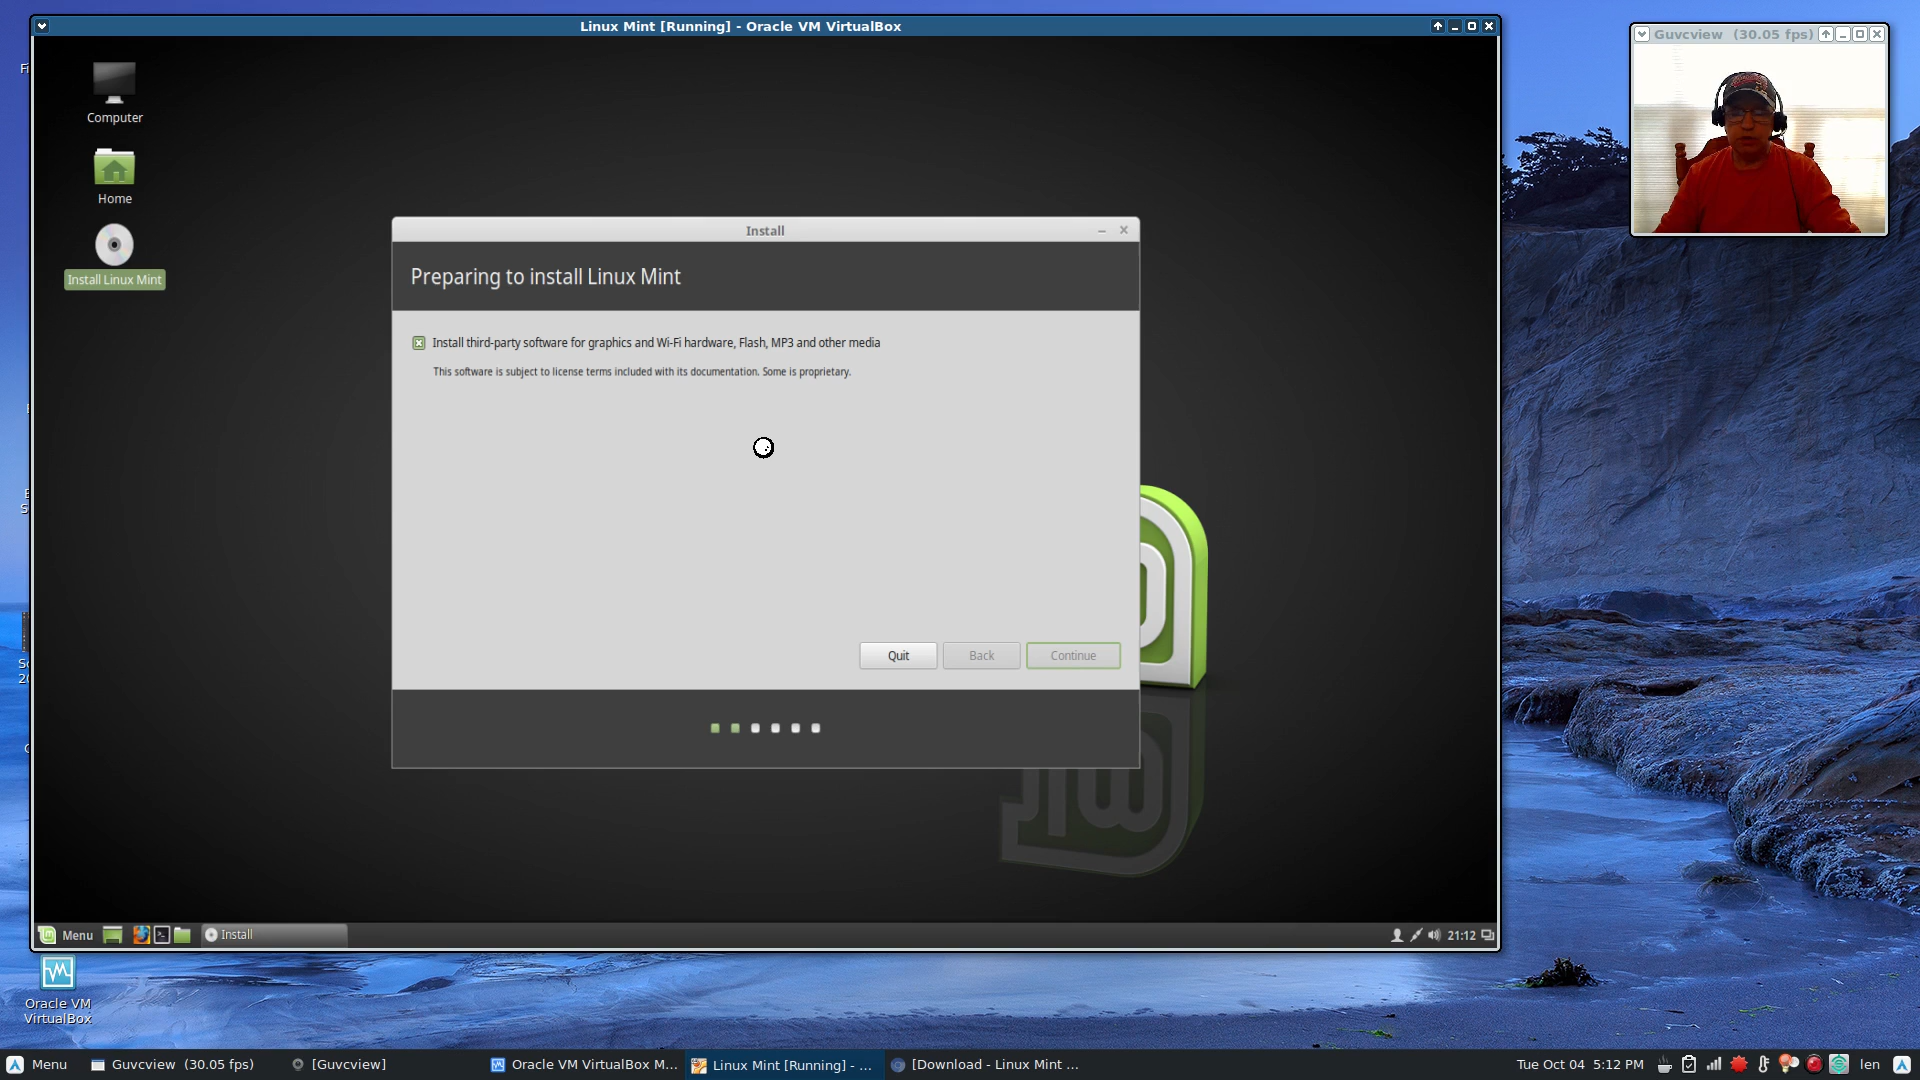 Linux Mint [Running] - Oracle VM VirtualBox
Guvcview (30.05 fps)
Computer
Home
Install Linux Mint
Install
Preparing to install Linux Mint
Install third-party software for graphics and Wi-Fi hardware, Flash, MP3 and other media
This software is subject to license terms included with its documentation. Some is proprietary.
Quit
Back
Continue
Menu
Install
21:12
Oracle VM
VirtualBox
Menu
Guvcview (30.05 fps)
[Guvcview]
Oracle VM VirtualBox M...
Linux Mint [Running] - ...
[Download - Linux Mint ...
Tue Oct 04 5:12 PM
len